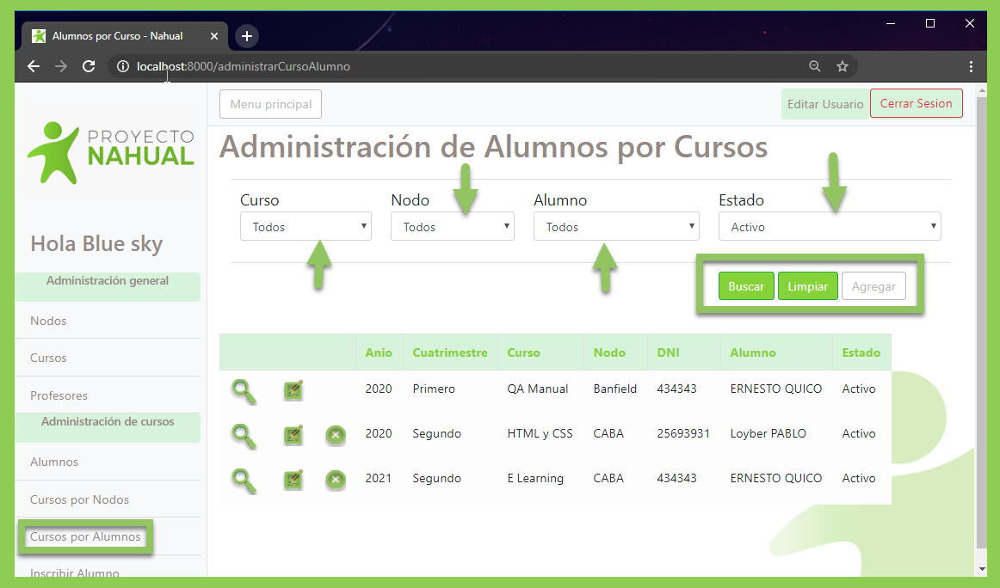 Alumnos por Curso - Nahual
localhost:8000/administrarCursoAlumno
PROYECTO
NAHUAL
Menu principal
Editar Usuario
Cerrar Sesion
Administración de Alumnos por Cursos
Hola Blue sky
Administración general
Nodos
Cursos
Profesores
Administración de cursos
Alumnos
Cursos por Nodos
Cursos por Alumnos
Inscribir Alumno
Curso Nodo Alumno Estado
Todos Todos Todos Activo
Buscar Limpiar Agregar
Anio Cuatrimestre Curso Nodo DNI Alumno Estado
2020 Primero QA Manual Banfield 434343 ERNESTO QUICO Activo
2020 Segundo HTML y CSS CABA 25693931 Loyber PABLO Activo
2021 Segundo E Learning CABA 434343 ERNESTO QUICO Activo